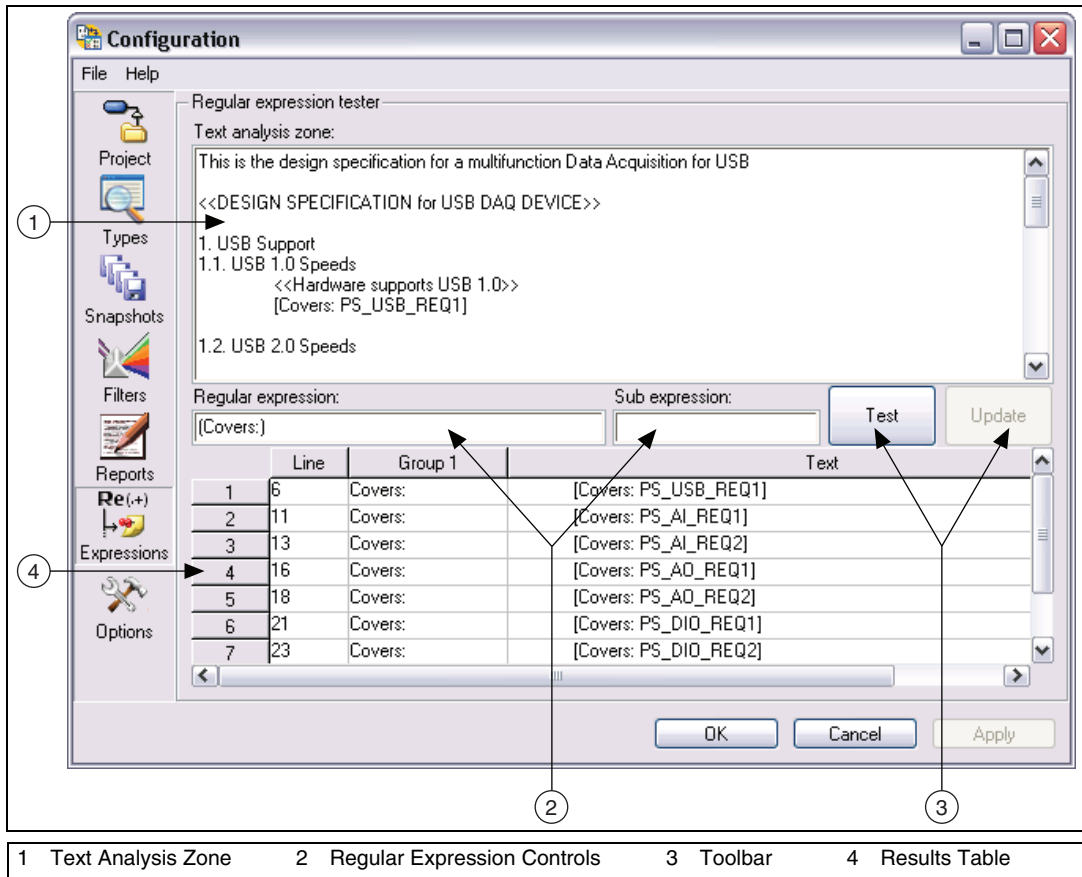 Configuration
File Help
Project
Types
Snapshots
Filters
Reports
Re(.+)
Expressions
Options
Regular expression tester
Text analysis zone:
This is the design specification for a multifunction Data Acquisition for USB
<<DESIGN SPECIFICATION for USB DAQ DEVICE>>
1. USB Support
1.1. USB 1.0 Speeds
<<Hardware supports USB 1.0>>
[Covers: PS_USB_REQ1]
1.2. USB 2.0 Speeds
Regular expression: Sub expression:
(Covers:)
Test Update
Line Group 1 Text
1 6 Covers: [Covers: PS_USB_REQ1]
2 11 Covers: [Covers: PS_AI_REQ1]
3 13 Covers: [Covers: PS_AI_REQ2]
4 16 Covers: [Covers: PS_AO_REQ1]
5 18 Covers: [Covers: PS_AO_REQ2]
6 21 Covers: [Covers: PS_DIO_REQ1]
7 23 Covers: [Covers: PS_DIO_REQ2]
OK Cancel Apply
1
4
2 3
1 Text Analysis Zone 2 Regular Expression Controls 3 Toolbar 4 Results Table